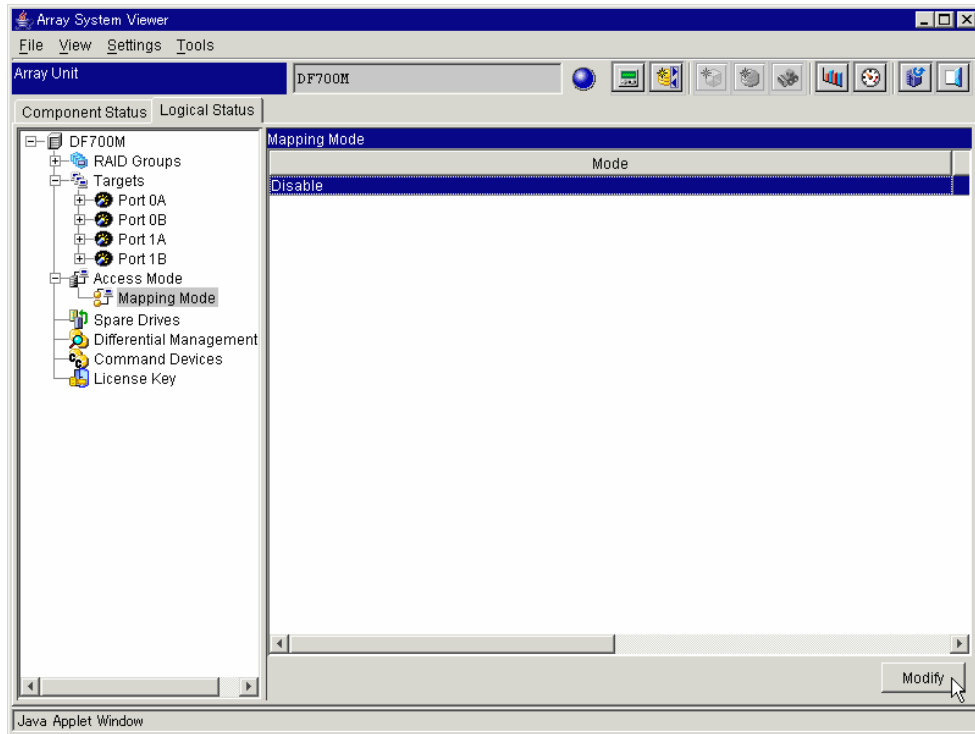 Array System Viewer
File View Settings Tools
Array Unit
DF700M
Component Status Logical Status
DF700M
RAID Groups
Targets
Port 0A
Port 0B
Port 1A
Port 1B
Access Mode
Mapping Mode
Spare Drives
Differential Management
Command Devices
License Key
Mapping Mode
Mode
Disable
Modify
Java Applet Window